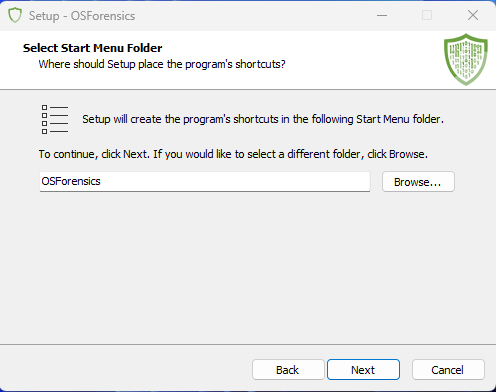 Setup - OSForensics
Select Start Menu Folder
Where should Setup place the program's shortcuts?
Setup will create the program's shortcuts in the following Start Menu folder.
To continue, click Next. If you would like to select a different folder, click Browse.
OSForensics
Browse...
Back
Next
Cancel